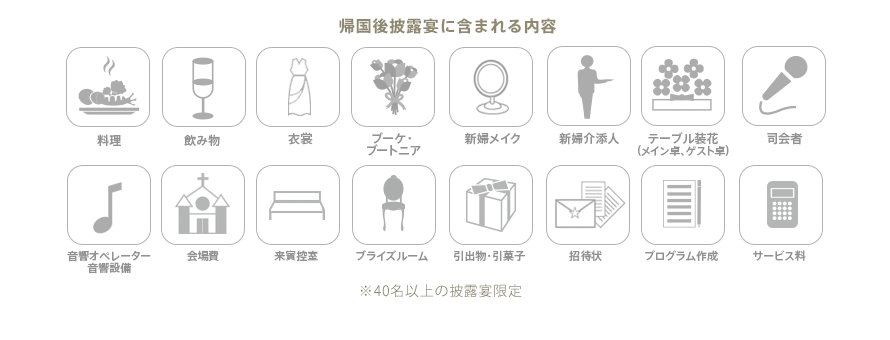 帰国後披露宴に含まれる内容
料理
飲み物
衣裳
ブーケ・
ブートニア
新婦メイク
新婦介添人
テーブル装花
(メイン卓、ゲスト卓)
司会者
音響オペレーター
音響設備
会場費
来賓控室
ブライズルーム
引出物・引菓子
招待状
プログラム作成
サービス料
※40名以上の披露宴限定